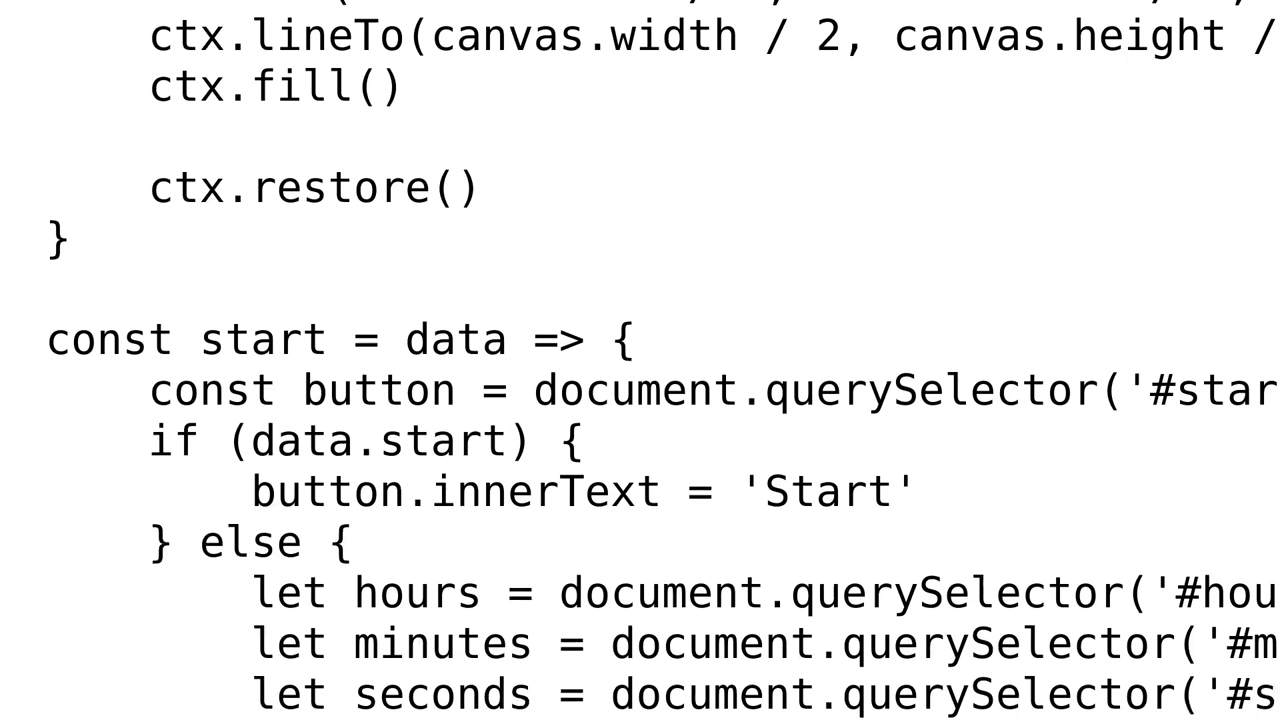 ctx.lineTo(canvas.width / 2, canvas.height /
ctx.fill()
ctx.restore()
}
const start = data => {
const button = document.querySelector('#star
if (data.start) {
button.innerText = 'Start'
} else {
let hours = document.querySelector('#hou
let minutes = document.querySelector('#m
let seconds = document.querySelector('#s